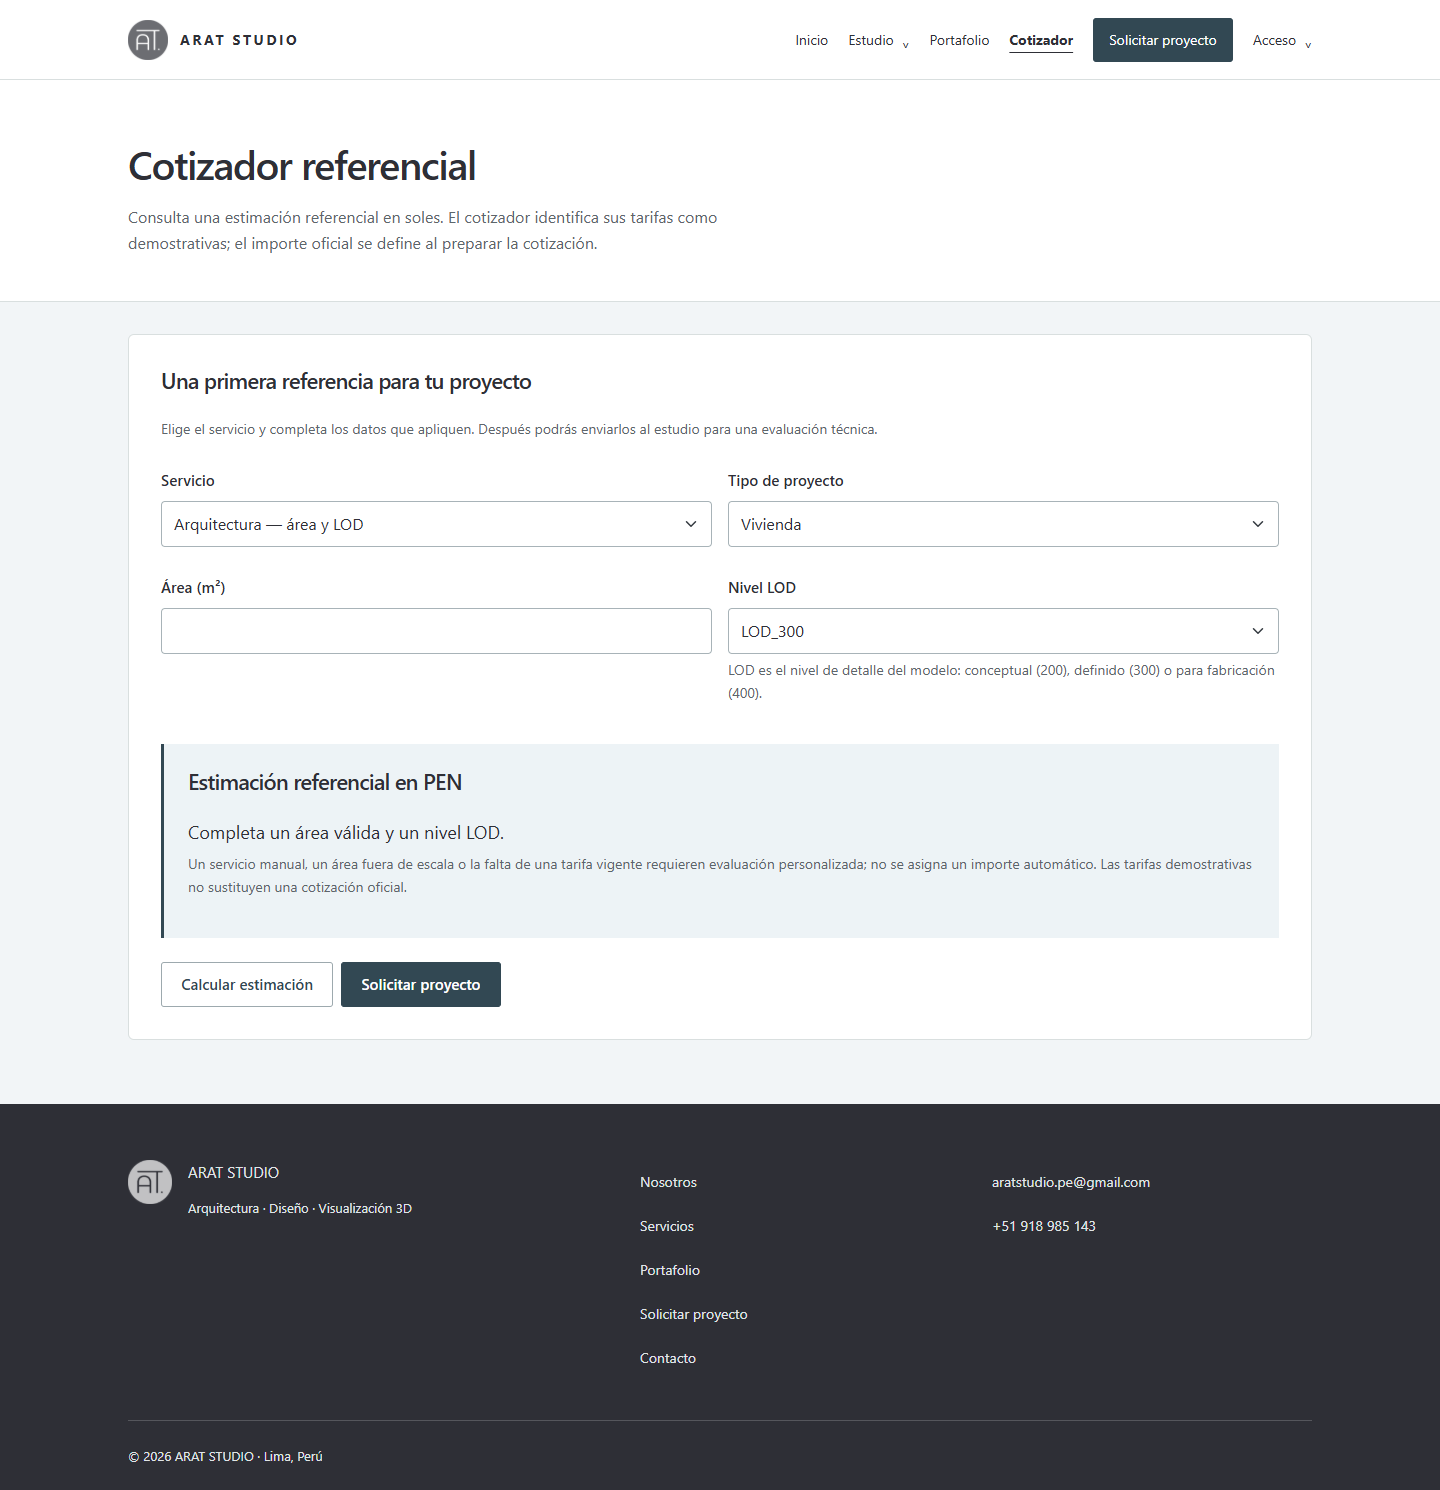 AT.
ARAT STUDIO
Inicio
Estudio v
Portafolio
Cotizador
Solicitar proyecto
Acceso v
Cotizador referencial
Consulta una estimación referencial en soles. El cotizador identifica sus tarifas como
demostrativas; el importe oficial se define al preparar la cotización.
Una primera referencia para tu proyecto
Elige el servicio y completa los datos que apliquen. Después podrás enviarlos al estudio para una evaluación técnica.
Servicio
Arquitectura — área y LOD
Tipo de proyecto
Vivienda
Área (m²)
Nivel LOD
LOD_300
LOD es el nivel de detalle del modelo: conceptual (200), definido (300) o para fabricación
(400).
Estimación referencial en PEN
Completa un área válida y un nivel LOD.
Un servicio manual, un área fuera de escala o la falta de una tarifa vigente requieren evaluación personalizada; no se asigna un importe automático. Las tarifas demostrativas
no sustituyen una cotización oficial.
Calcular estimación
Solicitar proyecto
AT.
ARAT STUDIO
Arquitectura · Diseño · Visualización 3D
Nosotros
Servicios
Portafolio
Solicitar proyecto
Contacto
aratstudio.pe@gmail.com
+51 918 985 143
© 2026 ARAT STUDIO · Lima, Perú